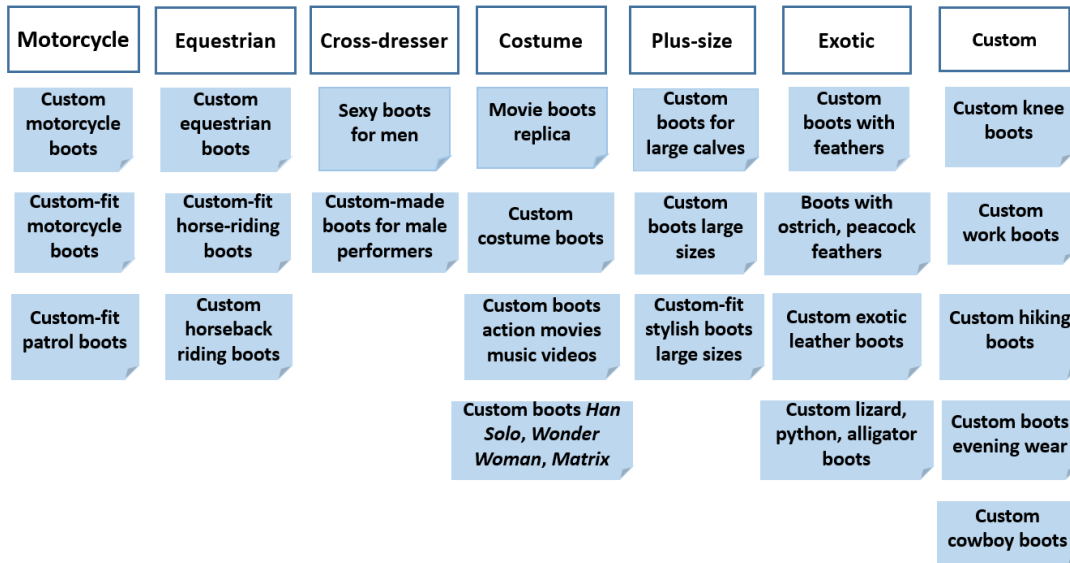 Motorcycle
Equestrian
Cross-dresser
Costume
Plus-size
Exotic
Custom
Custom
motorcycle
boots
Custom-fit
motorcycle
boots
Custom-fit
patrol boots
Custom
equestrian
boots
Custom-fit
horse-riding
boots
Custom
horseback
riding boots
Sexy boots
for men
Custom-made
boots for male
performers
Movie boots
replica
Custom
costume boots
Custom boots
action movies
music videos
Custom boots Han
Solo, Wonder
Woman, Matrix
Custom
boots for
large calves
Custom
boots large
sizes
Custom-fit
stylish boots
large sizes
Custom
boots with
feathers
Boots with
ostrich, peacock
feathers
Custom exotic
leather boots
Custom lizard,
python, alligator
boots
Custom knee
boots
Custom
work boots
Custom hiking
boots
Custom boots
evening wear
Custom
cowboy boots